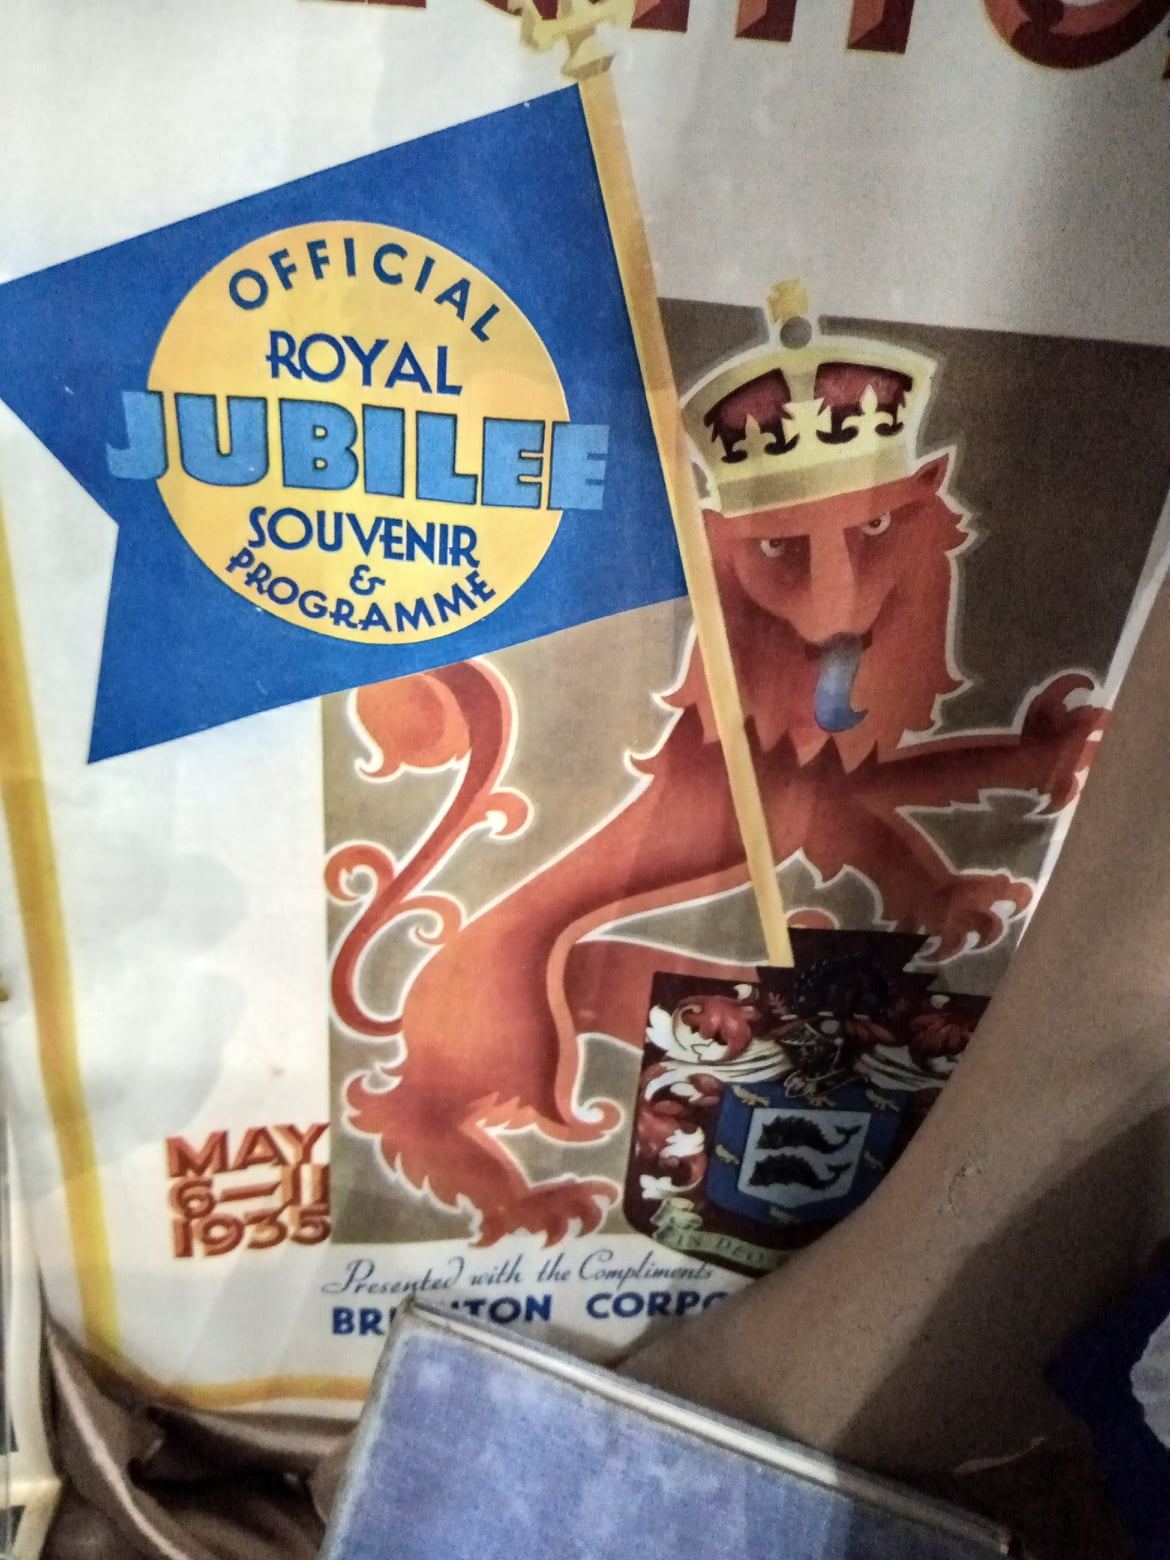 OFFICIAL
ROYAL
JUBILEE
SOUVENIR
&
PROGRAMME
MAY
6-11
1935
Presented with the Compliments